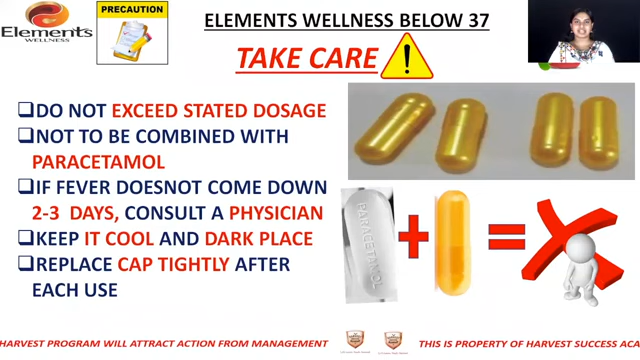 Elements
WELLNESS
PRECAUTION
ELEMENTS WELLNESS BELOW 37
TAKE CARE
DO NOT EXCEED STATED DOSAGE
NOT TO BE COMBINED WITH
PARACETAMOL
IF FEVER DOESNOT COME DOWN
2-3 DAYS, CONSULT A PHYSICIAN
KEEP IT COOL AND DARK PLACE
REPLACE CAP TIGHTLY AFTER
EACH USE
PARACETAMOL
HARVEST PROGRAM WILL ATTRACT ACTION FROM MANAGEMENT
THIS IS PROPERTY OF HARVEST SUCCESS ACA